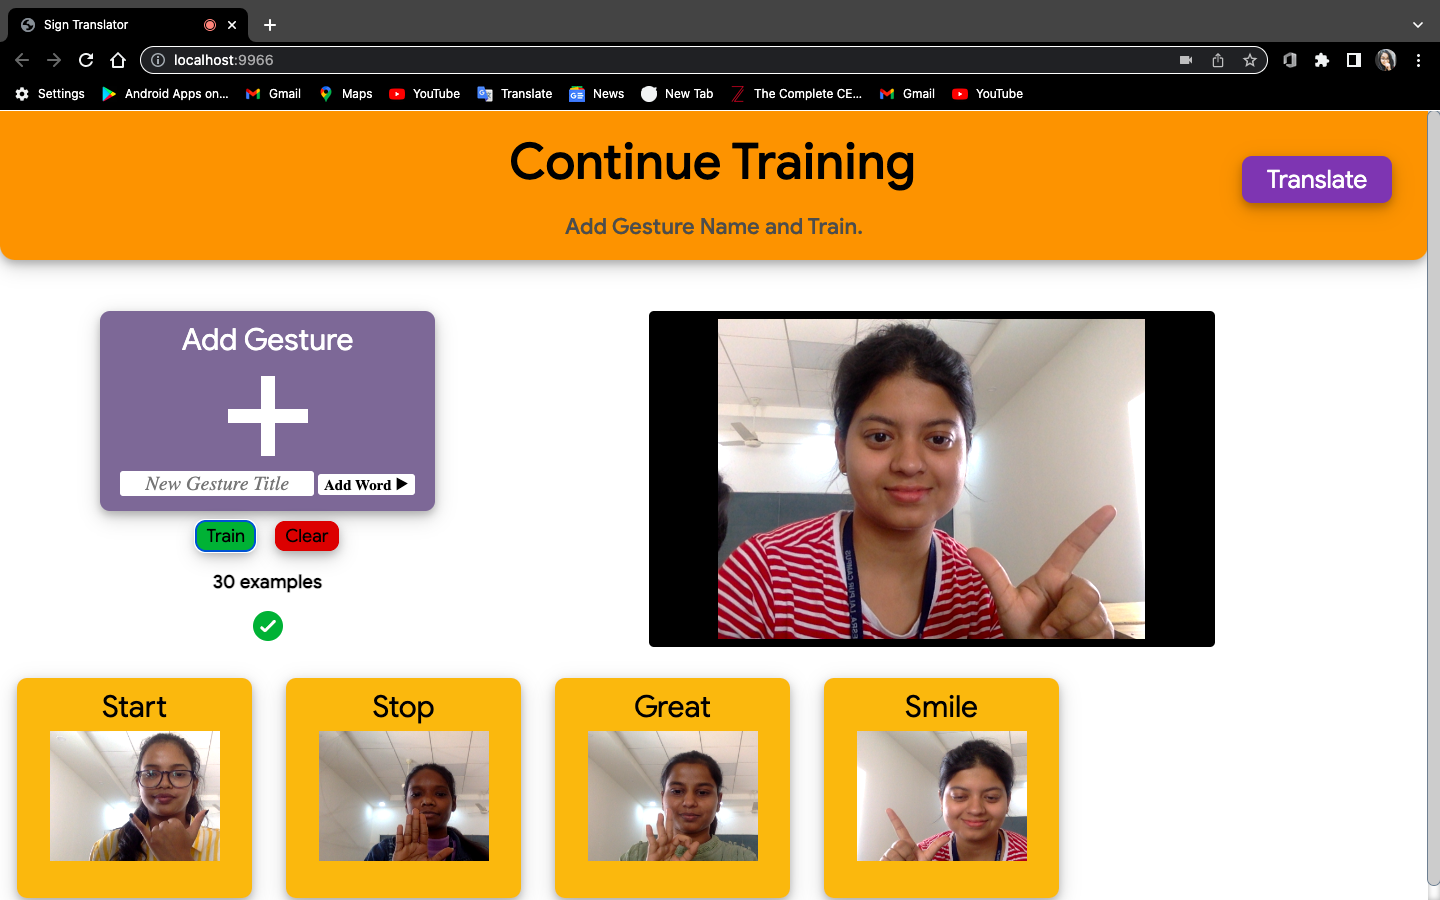 Sign Translator
localhost:9966
Settings Android Apps on... Gmail Maps YouTube Translate News New Tab The Complete CE... Gmail YouTube
Continue Training
Translate
Add Gesture Name and Train.
Add Gesture
New Gesture Title Add Word
Train Clear
30 examples
Start Stop Great Smile